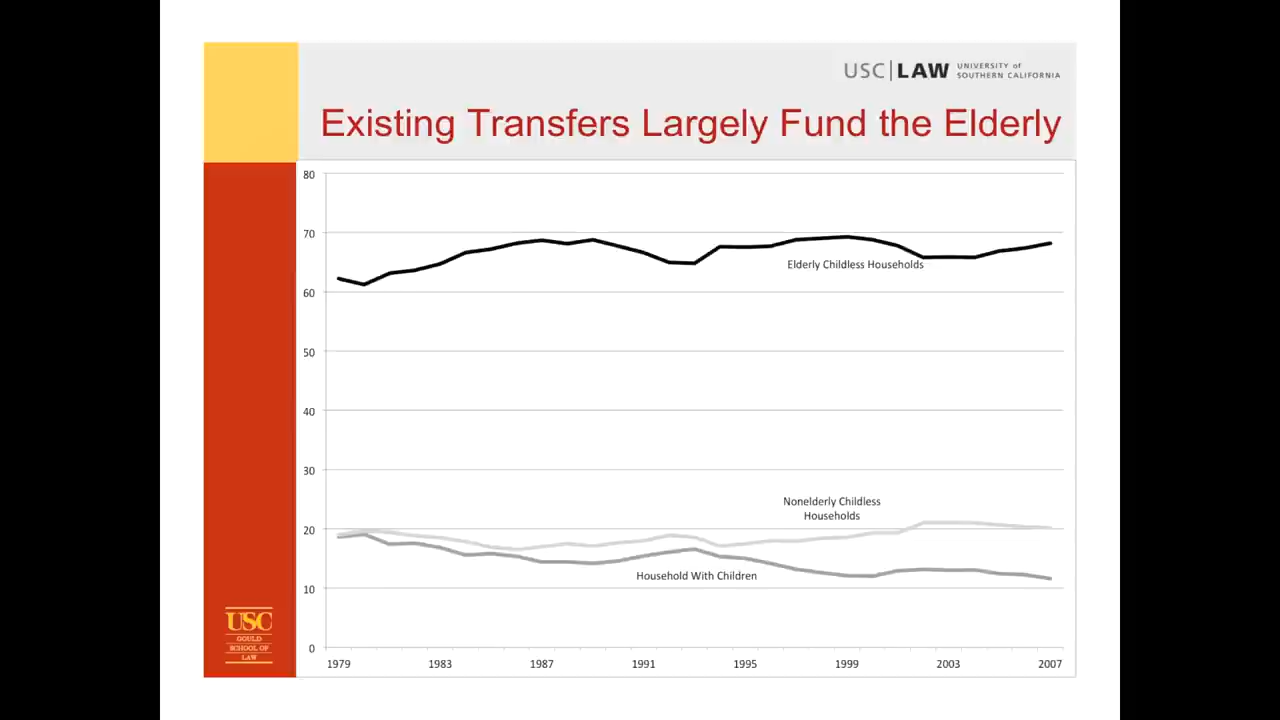 USC LAW UNIVERSITY of
SOUTHERN CALIFORNIA
Existing Transfers Largely Fund the Elderly
80
70
60
50
40
30
20
10
0
Elderly Childless Households
Nonelderly Childless
Households
Household With Children
1979 1983 1987 1991 1995 1999 2003 2007
USC
GOULD
SCHOOL OF
LAW